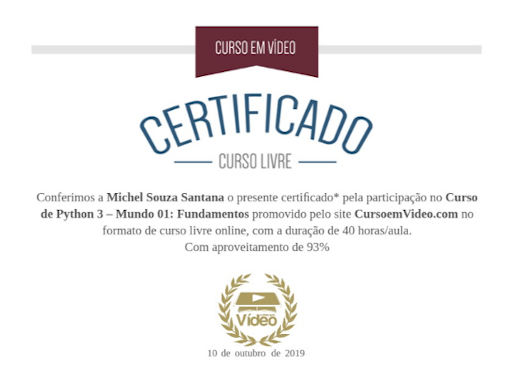 CURSO EM VÍDEO
CERTIFICADO
CURSO LIVRE
Conferimos a Michel Souza Santana o presente certificado* pela participação no Curso
de Python 3 – Mundo 01: Fundamentos promovido pelo site CursoemVideo.com no
formato de curso livre online, com a duração de 40 horas/aula.
Com aproveitamento de 93%
Vídeo
10 de outubro de 2019